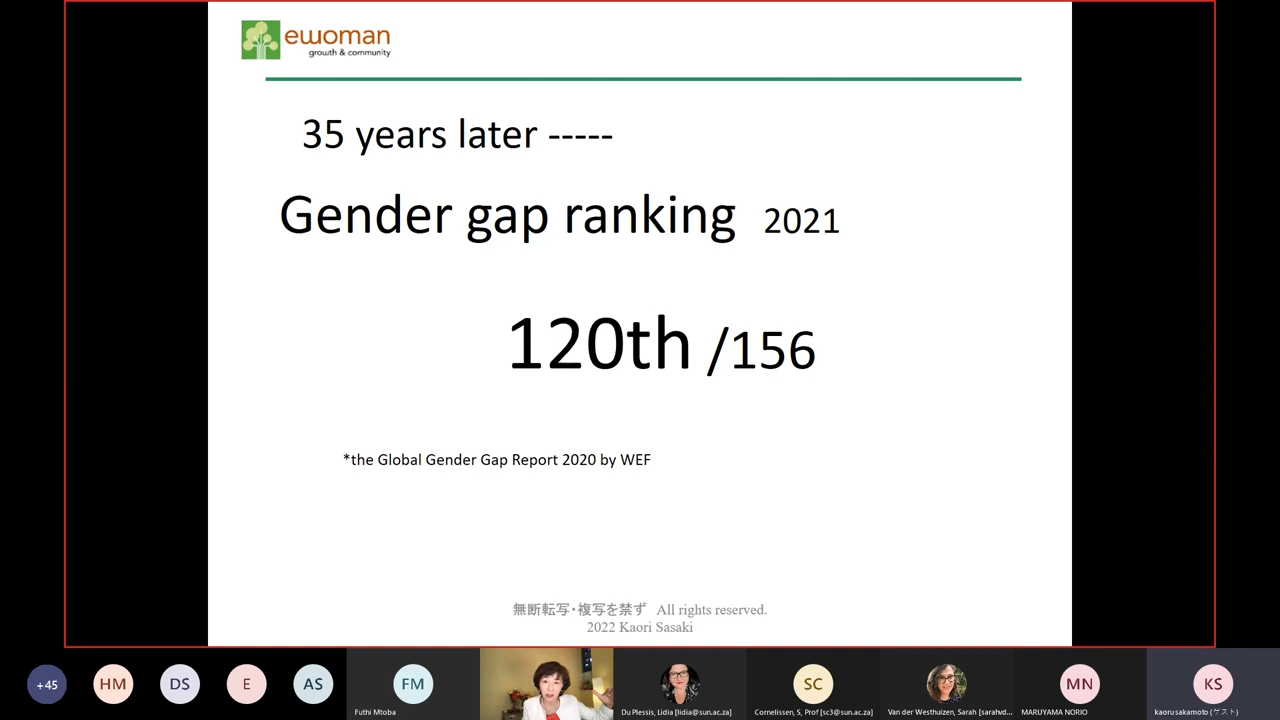 ewoman
growth & community
35 years later -----
Gender gap ranking 2021
120th /156
*the Global Gender Gap Report 2020 by WEF
無断転写・複写を禁ず All rights reserved.
2022 Kaori Sasaki
+45
HM
DS
E
AS
FM
Futhi Mtoba
Du Plessis, Lidia [lidia@sun.ac.za]
SC
Cornelissen, S, Prof [sc3@sun.ac.za]
Van der Westhuizen, Sarah [sarahvd...
MN
MARUYAMA NORIO
KS
kaoru sakamoto (ゲスト)